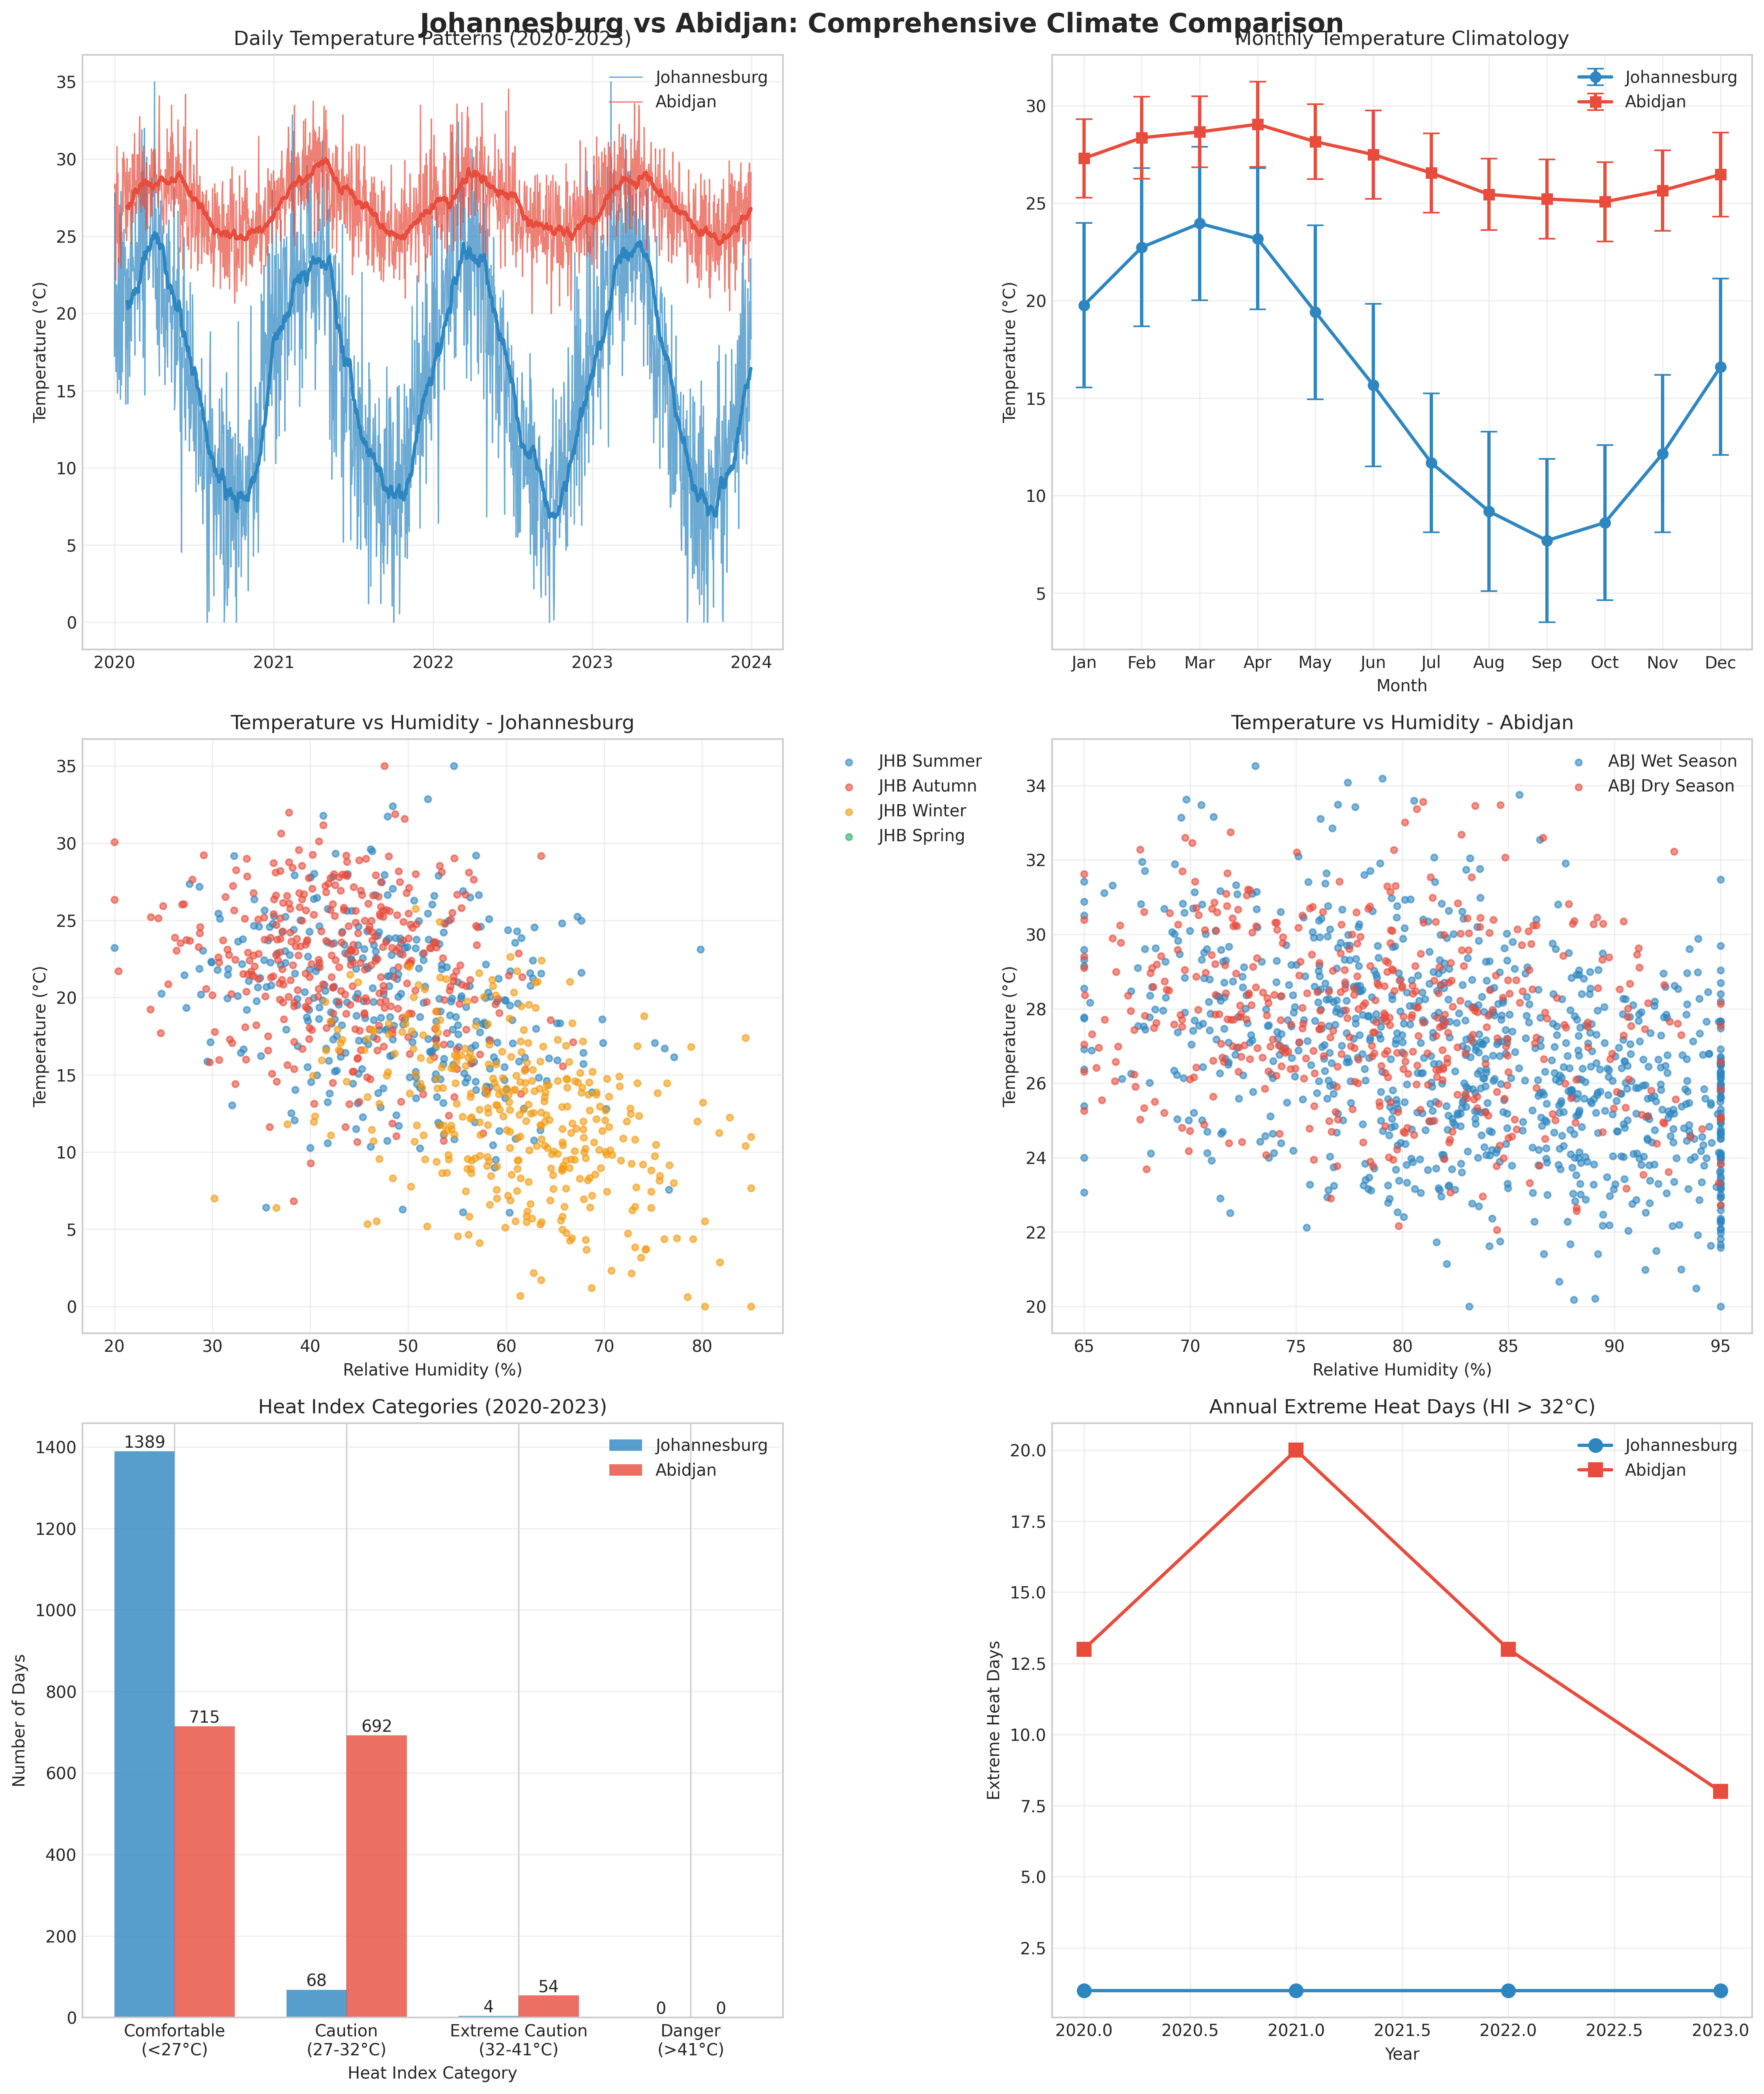 Johannesburg vs Abidjan: Comprehensive Climate Comparison
Daily Temperature Patterns (2020-2023)
Temperature (°C)
35
30
25
20
15
10
5
0
2020
2021
2022
2023
2024
Johannesburg
Abidjan
Monthly Temperature Climatology
Temperature (°C)
30
25
20
15
10
5
Jan
Feb
Mar
Apr
May
Jun
Jul
Aug
Sep
Oct
Nov
Dec
Month
Johannesburg
Abidjan
Temperature vs Humidity - Johannesburg
Temperature (°C)
35
30
25
20
15
10
5
0
20
30
40
50
60
70
80
Relative Humidity (%)
JHB Summer
JHB Autumn
JHB Winter
JHB Spring
Temperature vs Humidity - Abidjan
Temperature (°C)
34
32
30
28
26
24
22
20
65
70
75
80
85
90
95
Relative Humidity (%)
ABJ Wet Season
ABJ Dry Season
Heat Index Categories (2020-2023)
Number of Days
1400
1200
1000
800
600
400
200
0
1389
715
68
692
4
54
0
0
Comfortable
(<27°C)
Caution
(27-32°C)
Extreme Caution
(32-41°C)
Danger
(>41°C)
Heat Index Category
Johannesburg
Abidjan
Annual Extreme Heat Days (HI > 32°C)
Extreme Heat Days
20.0
17.5
15.0
12.5
10.0
7.5
5.0
2.5
2020.0
2020.5
2021.0
2021.5
2022.0
2022.5
2023.0
Year
Johannesburg
Abidjan